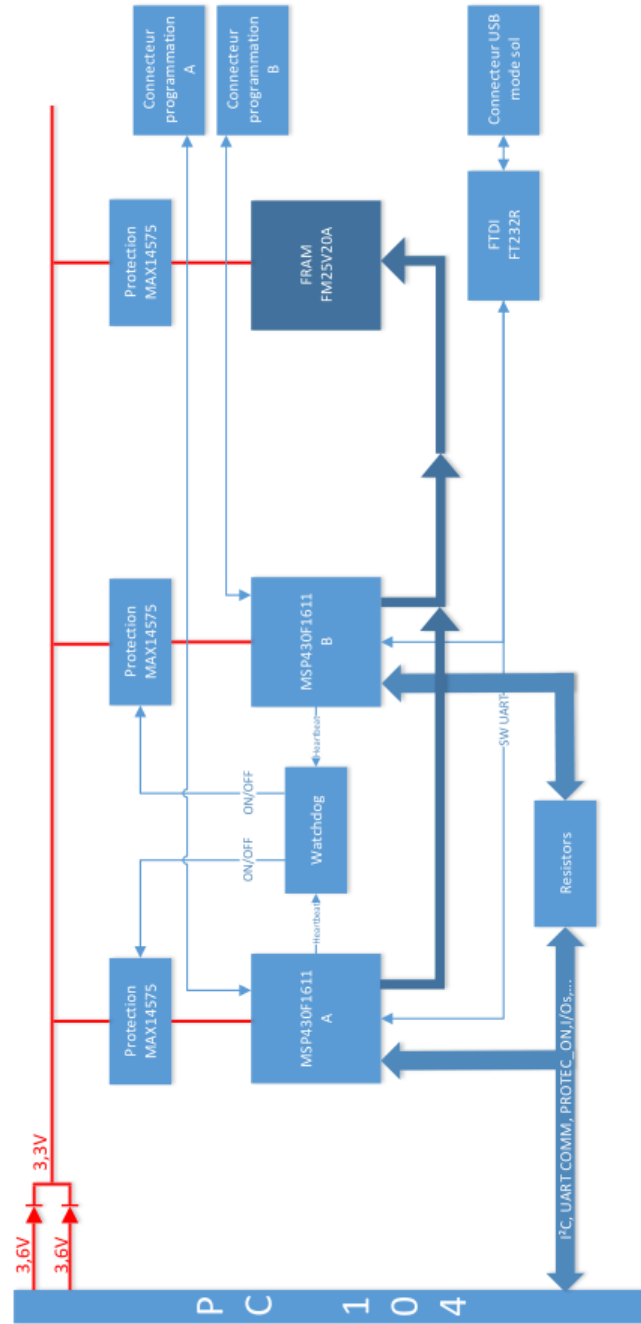 3,6V
3,6V
3,3V
Protection
MAX14575
Protection
MAX14575
Protection
MAX14575
Connecteur
programmation
A
Connecteur
programmation
B
ON/OFF
ON/OFF
MSP430F1611
A
Heartbeat
Watchdog
Heartbeat
MSP430F1611
B
FRAM
FM25V20A
SW UART
FTDI
FT232R
Connecteur USB
mode sol
Resistors
I²C, UART COMM, PROTEC_ON,I/Os,...
PC 104